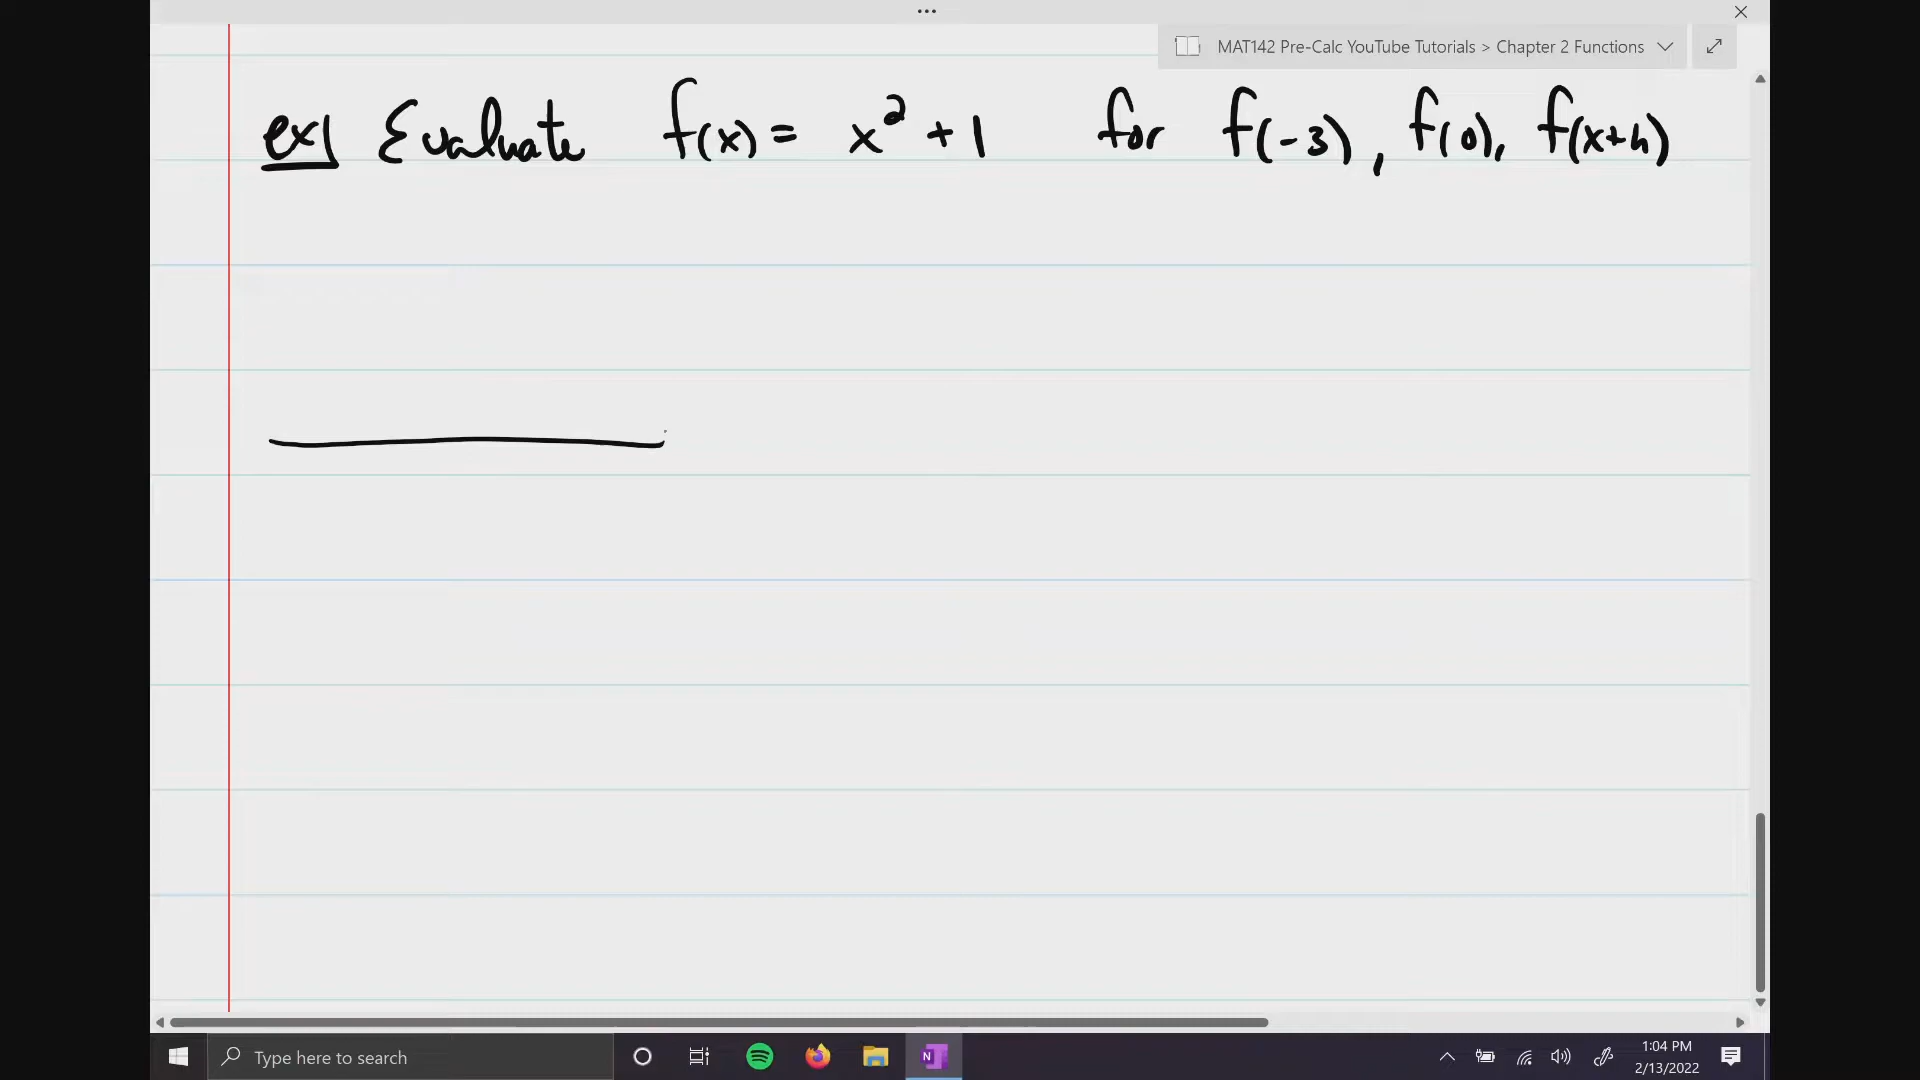 MAT142 Pre-Calc YouTube Tutorials > Chapter 2 Functions
ex| Evaluate f(x) = x² + 1 for f(-3), f(0), f(x+h)
Type here to search
N
1:04 PM
2/13/2022